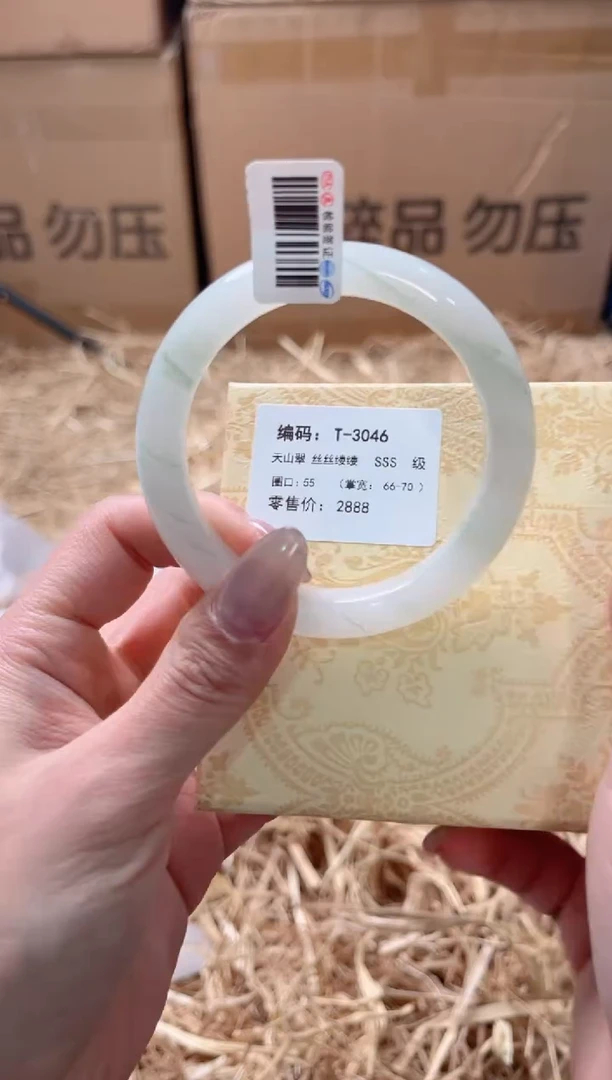 品 勿压
碎品 勿压
编码：T-3046
天山翠 丝丝缕缕 SSS 级
圈口：55 （掌宽：66-70）
零售价：2888